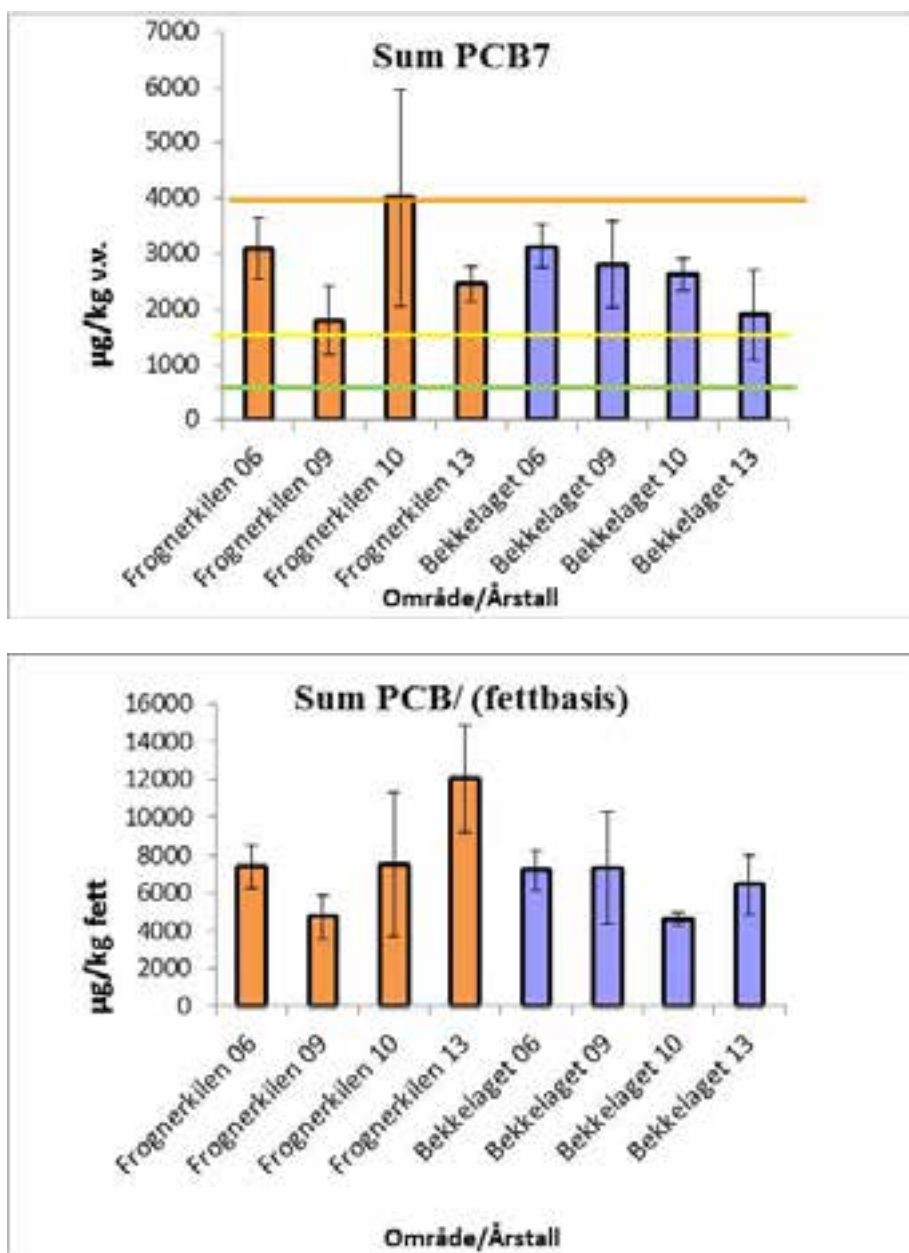 Sum PCB7
7000
6000
5000
4000
3000
2000
1000
0
µg/kg v.v.
Frognerkilen 06
Frognerkilen 09
Frognerkilen 10
Frognerkilen 13
Bekkelaget 06
Bekkelaget 09
Bekkelaget 10
Bekkelaget 13
Område/Årstall
Sum PCB/ (fettbasis)
16000
14000
12000
10000
8000
6000
4000
2000
0
µg/kg fett
Frognerkilen 06
Frognerkilen 09
Frognerkilen 10
Frognerkilen 13
Bekkelaget 06
Bekkelaget 09
Bekkelaget 10
Bekkelaget 13
Område/Årstall